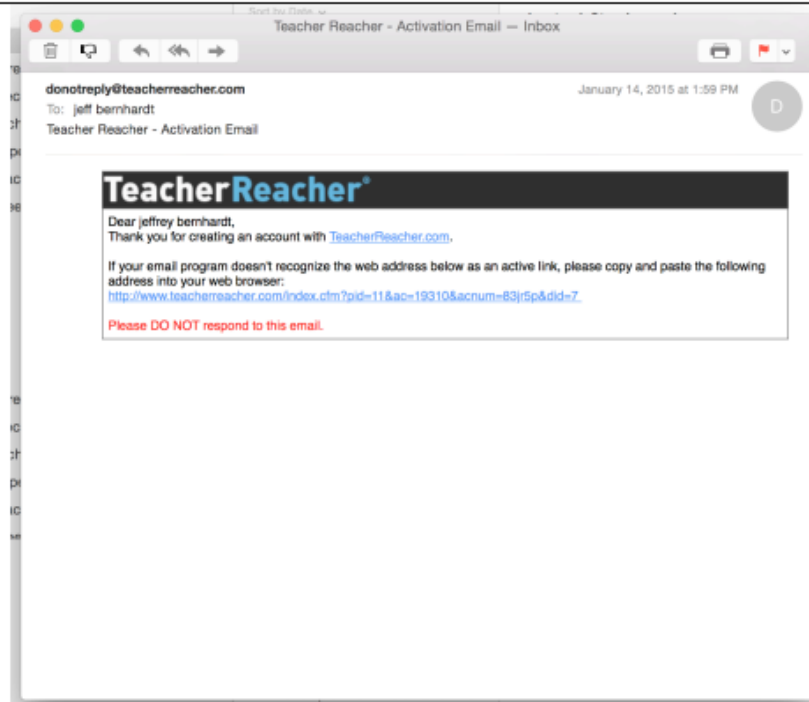 Sort by Date
Teacher Reacher - Activation Email — Inbox
donotreply@teacherreacher.com
January 14, 2015 at 1:59 PM
D
To: jeff bernhardt
Teacher Reacher - Activation Email
TeacherReacher®
Dear jeffrey bernhardt,
Thank you for creating an account with TeacherReacher.com.
If your email program doesn't recognize the web address below as an active link, please copy and paste the following
address into your web browser:
http://www.teacherreacher.com/index.cfm?pid=11&ac=19310&acnum=83jr5p&did=7
Please DO NOT respond to this email.